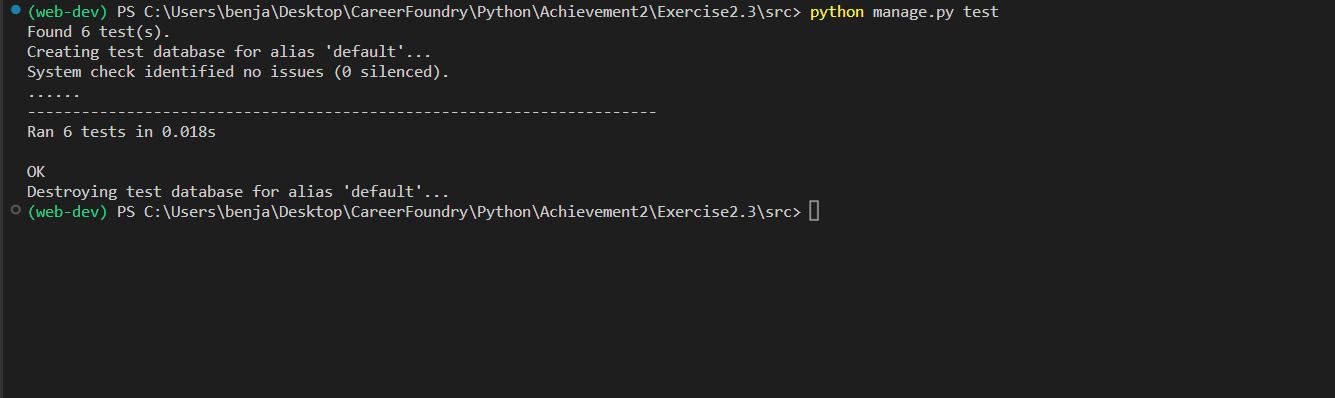 (web-dev) PS C:\Users\benja\Desktop\CareerFoundry\Python\Achievement2\Exercise2.3\src> python manage.py test
Found 6 test(s).
Creating test database for alias 'default'...
System check identified no issues (0 silenced).
......
----------------------------------------------------------------------
Ran 6 tests in 0.018s

OK
Destroying test database for alias 'default'...
(web-dev) PS C:\Users\benja\Desktop\CareerFoundry\Python\Achievement2\Exercise2.3\src>